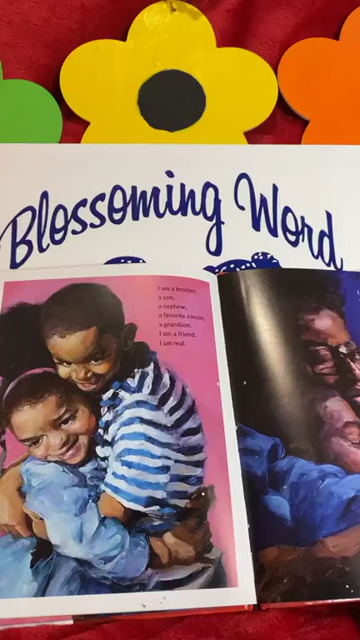 Blossoming Word
I am a brother,
a son,
a nephew,
a favorite cousin,
a grandson.
I am a friend.
I am real.